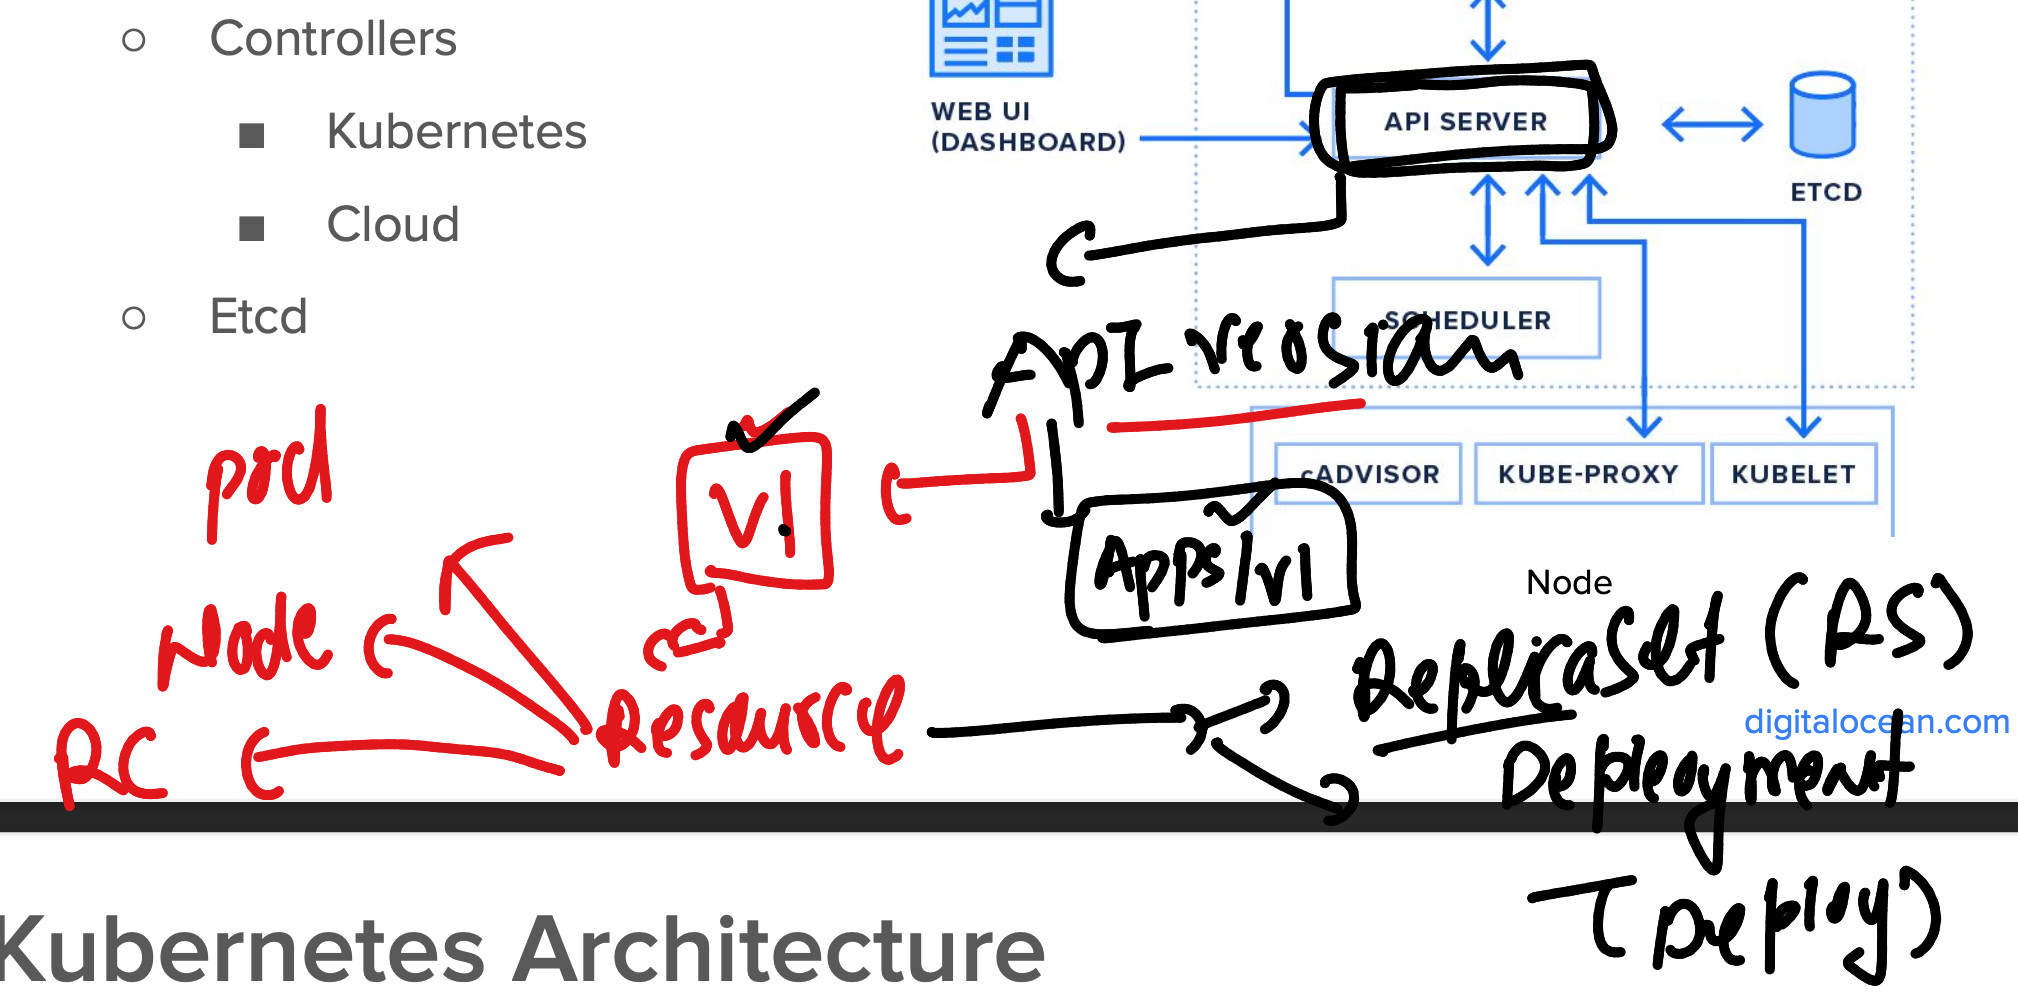 Controllers
Kubernetes
Cloud
Etcd
WEB UI
(DASHBOARD)
API SERVER
ETCD
SCHEDULER
API version
cADVISOR
KUBE-PROXY
KUBELET
pod
v1
Apps/v1
Node
Node
ReplicaSet (RS)
digitalocean.com
Resource
RC
Deployment
(Deploy)
Kubernetes Architecture